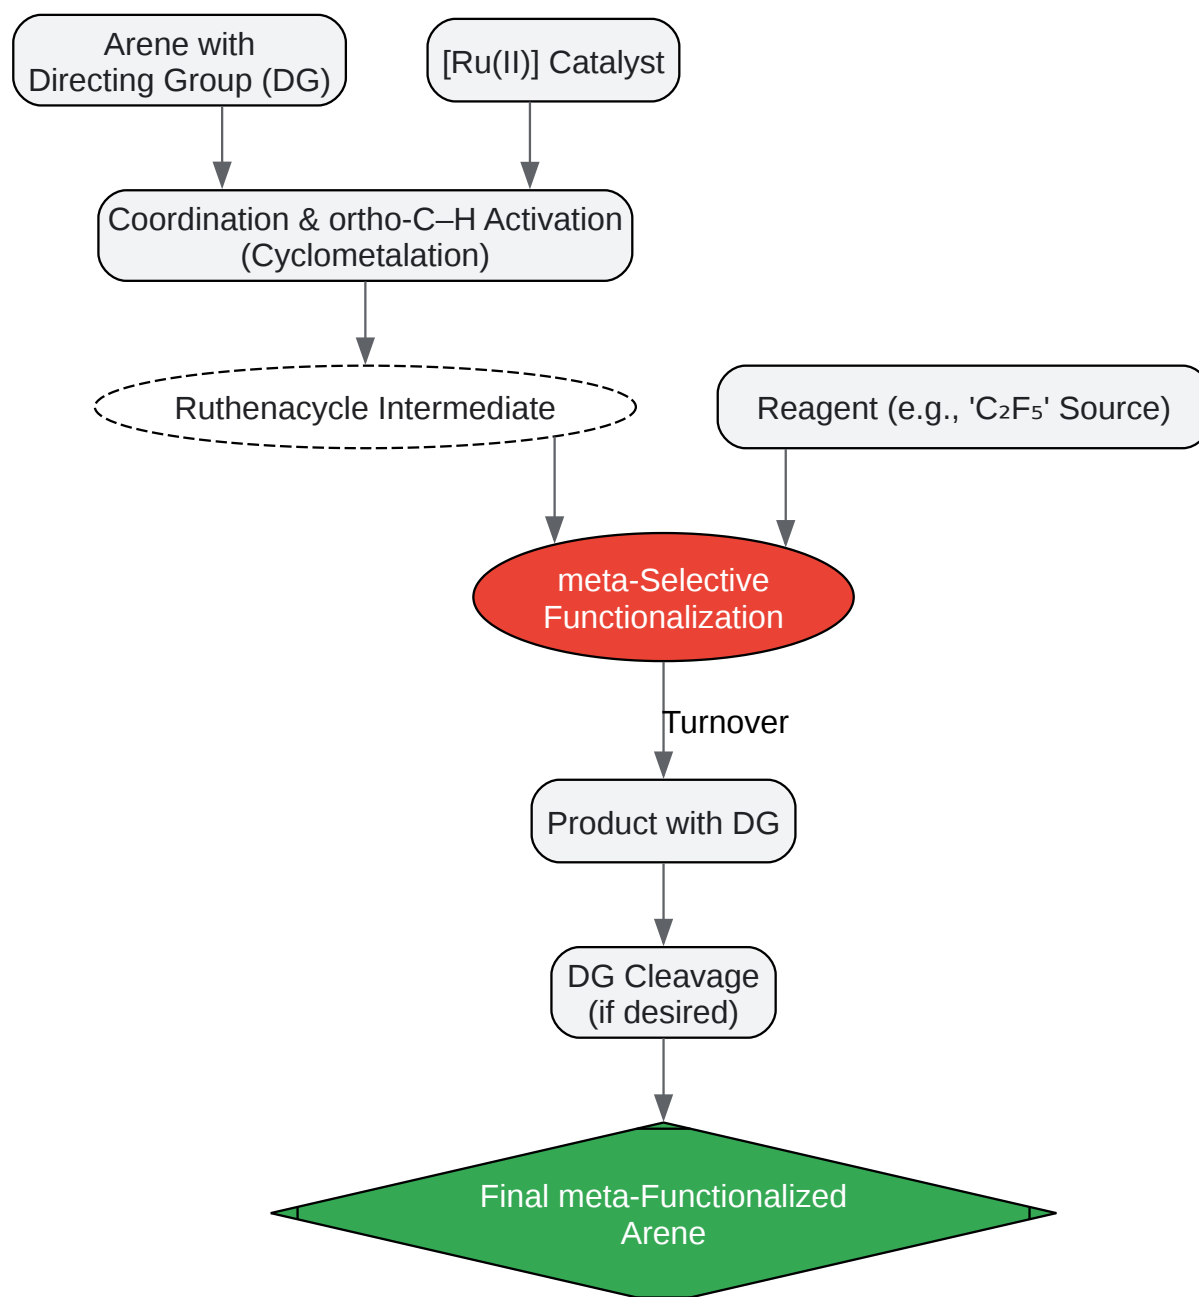 Arene with
Directing Group (DG)
[Ru(II)] Catalyst
Coordination & ortho-C–H Activation
(Cyclometalation)
Ruthenacycle Intermediate
Reagent (e.g., 'C₂F₅' Source)
meta-Selective
Functionalization
Turnover
Product with DG
DG Cleavage
(if desired)
Final meta-Functionalized
Arene